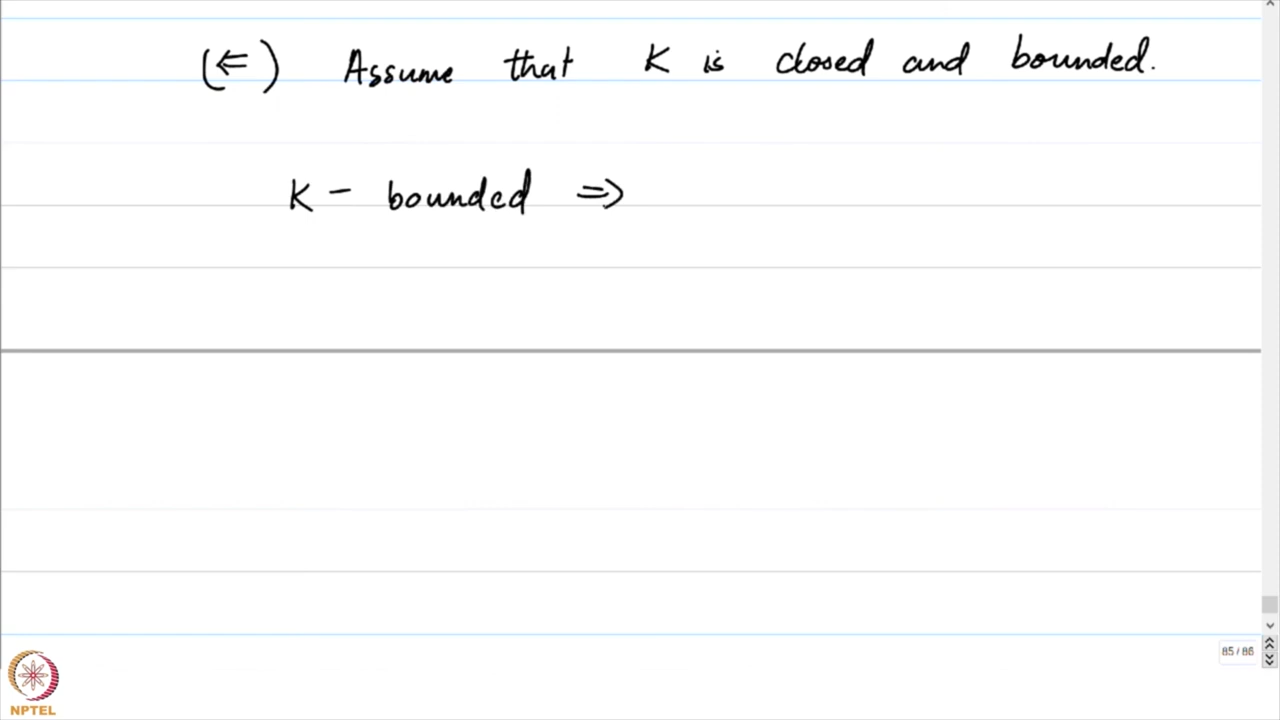 (⇐) Assume that K is closed and bounded.
K – bounded ⇒
85 / 86
NPTEL